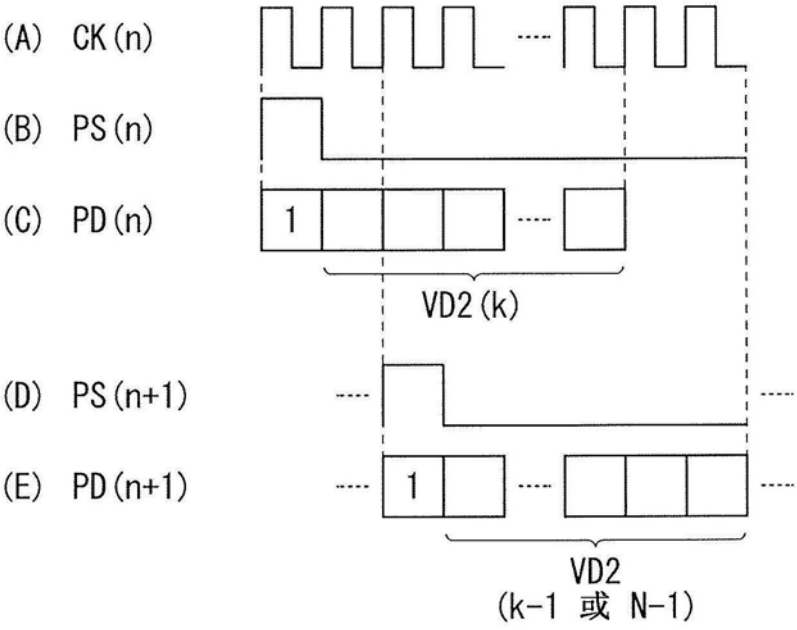 (A) CK(n)
(B) PS(n)
(C) PD(n) 1
VD2(k)
(D) PS(n+1)
(E) PD(n+1) 1
VD2
(k-1 或 N-1)